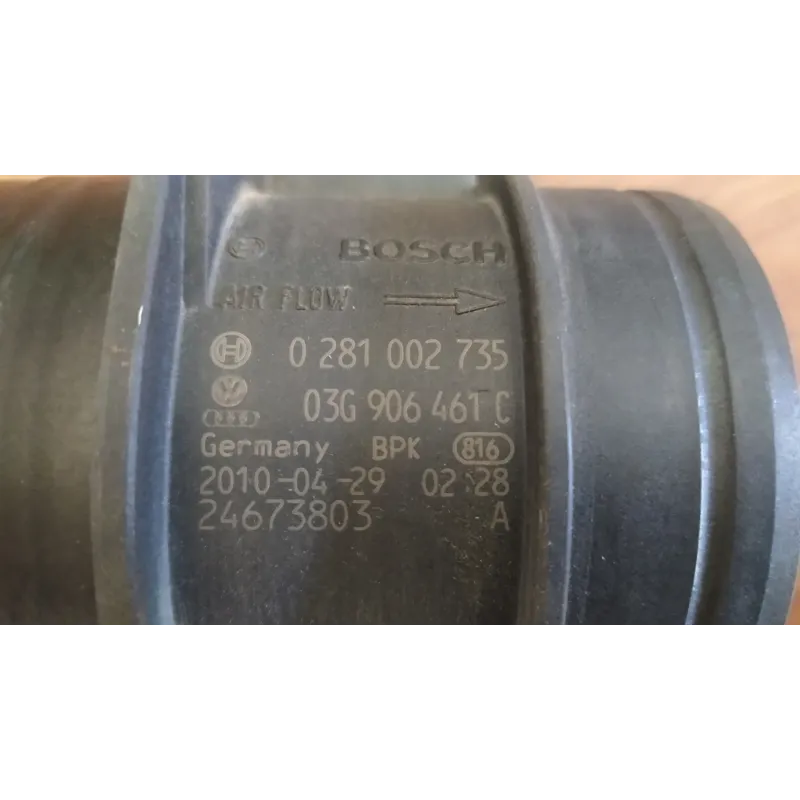 BOSCH
AIR FLOW
0 281 002 735
03G 906 461 C
Germany BPK 816
2010-04-29 02:28
24673803 A